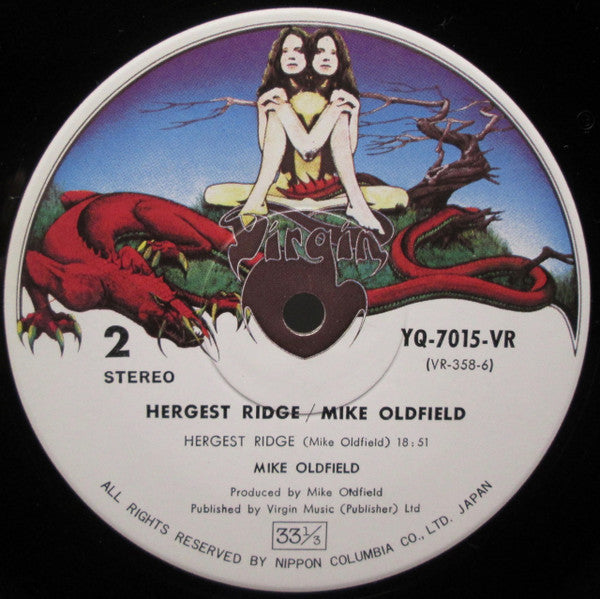 Virgin
2
STEREO
YQ-7015-VR
(VR-358-6)
HERGEST RIDGE / MIKE OLDFIELD
HERGEST RIDGE (Mike Oldfield) 18:51
MIKE OLDFIELD
Produced by Mike Oldfield
Published by Virgin Music (Publisher) Ltd
33 1/3
ALL RIGHTS RESERVED BY NIPPON COLUMBIA CO., LTD. JAPAN